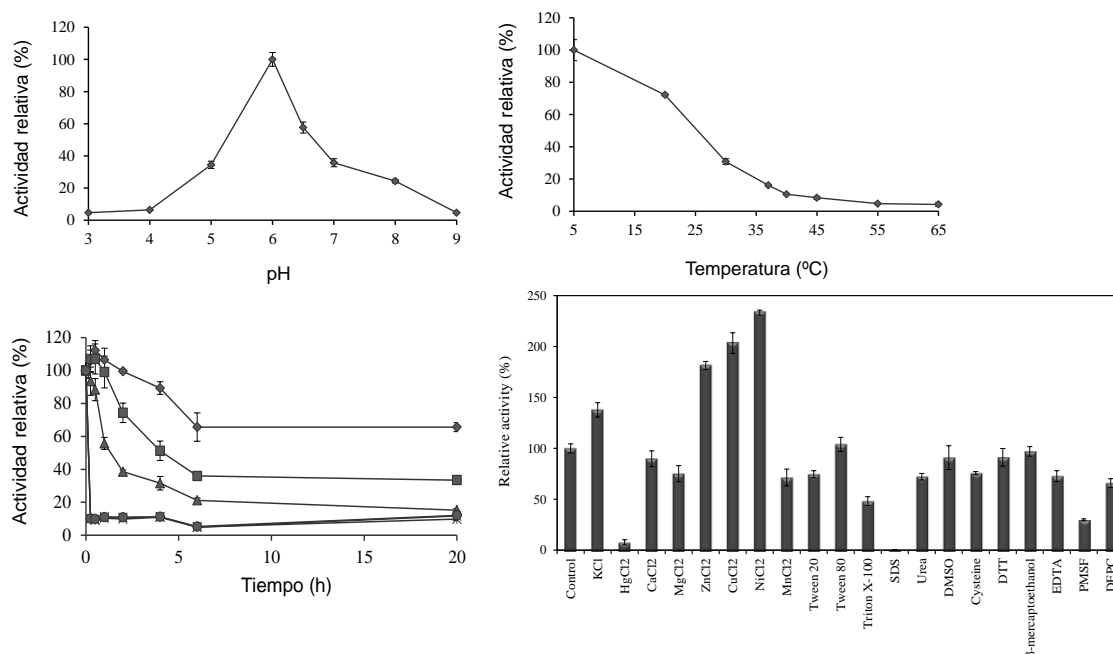 Actividad relativa (%)
120
100
80
60
40
20
0
3 4 5 6 7 8 9
pH
Actividad relativa (%)
120
100
80
60
40
20
0
5 15 25 35 45 55 65
Temperatura (ºC)
Actividad relativa (%)
120
100
80
60
40
20
0
0 5 10 15 20
Tiempo (h)
Relative activity (%)
250
200
150
100
50
0
Control
KCl
HgCl2
CaCl2
MgCl2
ZnCl2
CuCl2
NiCl2
MnCl2
Tween 20
Tween 80
Triton X-100
SDS
Urea
DMSO
Cysteine
DTT
β-mercaptoethanol
EDTA
PMSF
DEPC